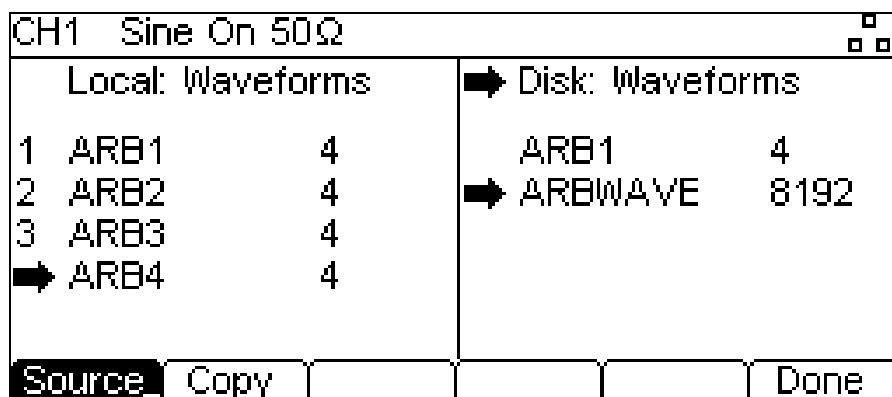 CH1 Sine On 50Ω
Local: Waveforms
1 ARB1 4
2 ARB2 4
3 ARB3 4
ARB4 4
Disk: Waveforms
ARB1 4
ARBWAVE 8192
Source Copy Done